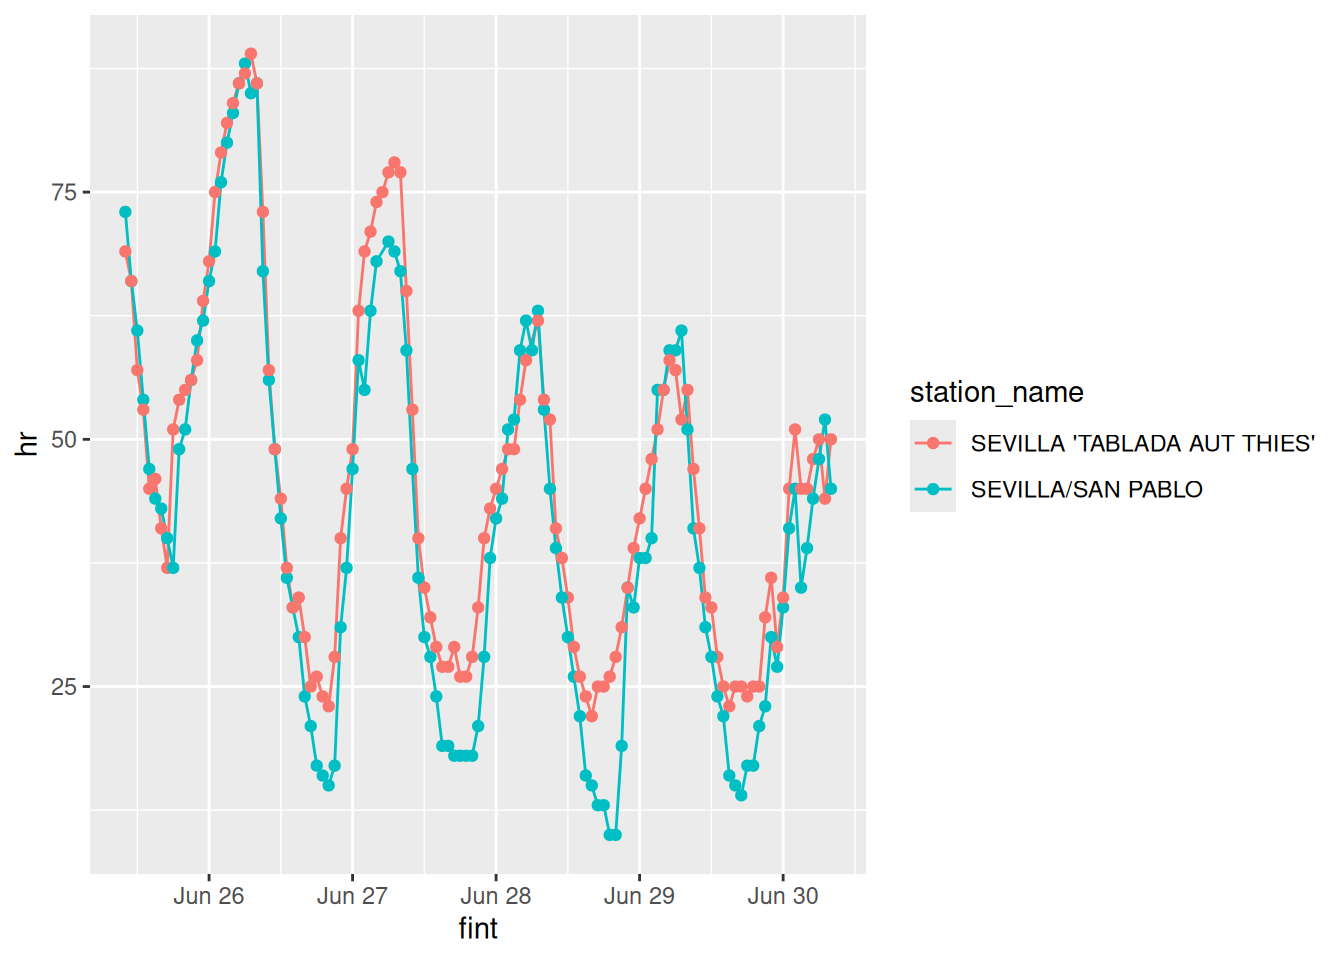 75
50
25
hr
Jun 26 Jun 27 Jun 28 Jun 29 Jun 30
fint
station_name
SEVILLA 'TABLADA AUT THIES'
SEVILLA/SAN PABLO